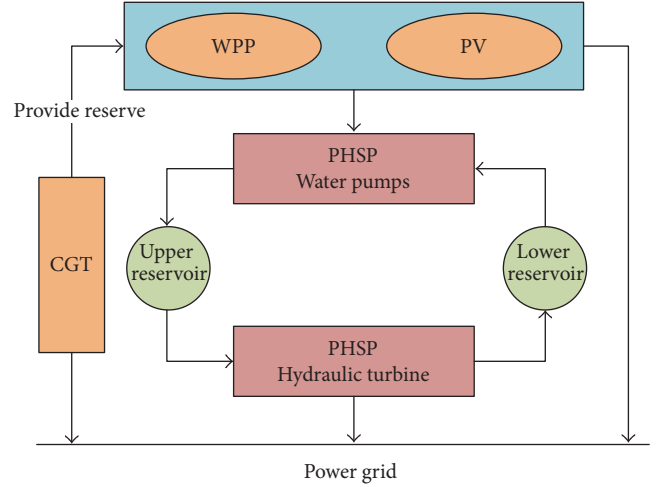 WPP
PV
Provide reserve
PHSP
Water pumps
CGT
Upper
reservoir
Lower
reservoir
PHSP
Hydraulic turbine
Power grid